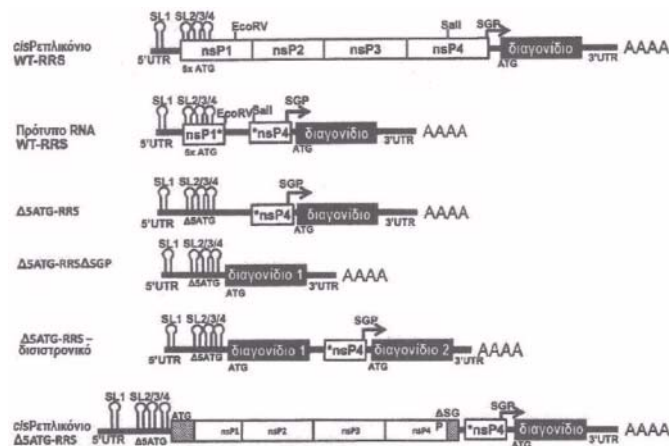 SL1 SL2/3/4 EcoRV SalI SGP
cisΡεπλικόνιο
WT-RRS
nsP1 nsP2 nsP3 nsP4 διαγονίδιο AAAA
5'UTR 5x ATG ATG 3'UTR
SL1 SL2/3/4 EcoRV SalI SGP
Πρότυπο RNA
WT-RRS
nsP1* *nsP4 διαγονίδιο AAAA
5'UTR 5x ATG ATG 3'UTR
SL1 SL2/3/4 SGP
Δ5ATG-RRS
*nsP4 διαγονίδιο AAAA
5'UTR Δ5ATG ATG 3'UTR
SL1 SL2/3/4
Δ5ATG-RRSΔSGP
διαγονίδιο 1 AAAA
5'UTR Δ5ATG ATG 3'UTR
SL1 SL2/3/4 SGP
Δ5ATG-RRS –
δισιστρονικό
διαγονίδιο 1 *nsP4 διαγονίδιο 2 AAAA
5'UTR Δ5ATG ATG ATG 3'UTR
SL1 SL2/3/4 ATG ΔSG P SGP
cisΡεπλικόνιο
Δ5ATG-RRS
nsP1 nsP2 nsP3 nsP4 *nsP4 διαγονίδιο AAAA
5'UTR Δ5ATG ATG 3'UTR